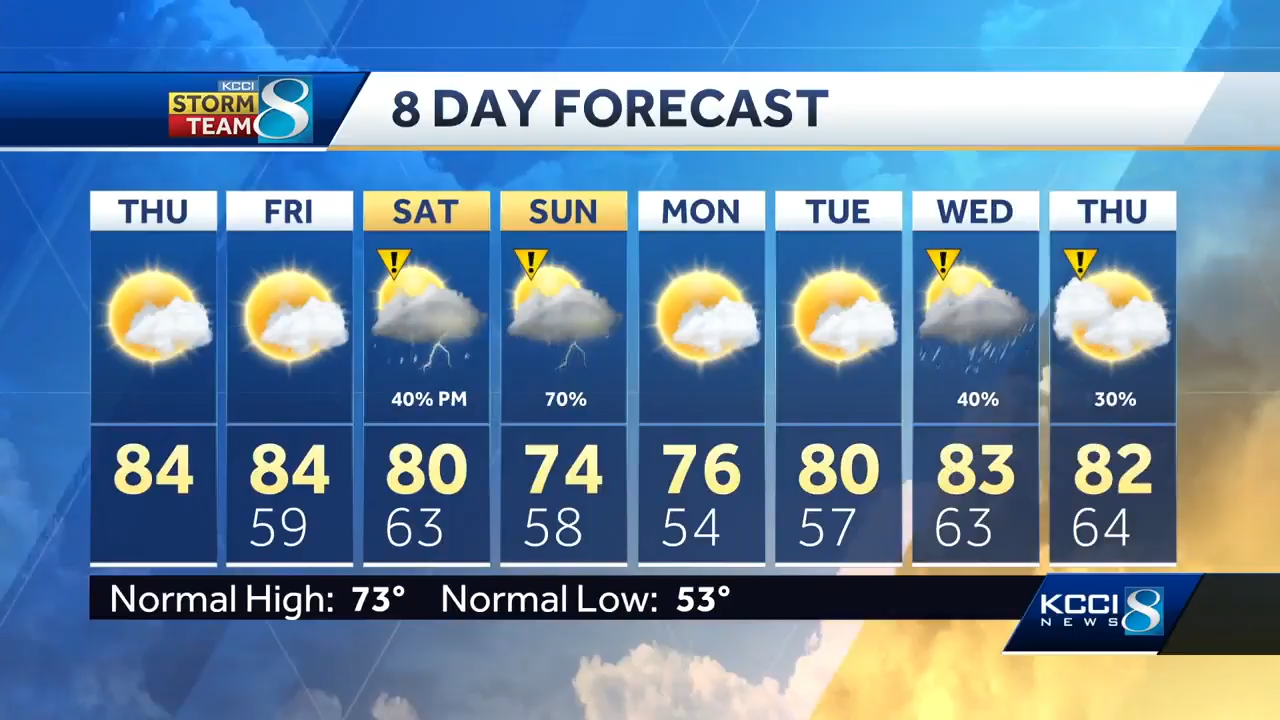 KCCI
STORM
TEAM 8
8 DAY FORECAST
THU FRI SAT SUN MON TUE WED THU
! ! ! !
40% PM 70% 40% 30%
84 84 80 74 76 80 83 82
59 63 58 54 57 63 64
Normal High: 73° Normal Low: 53°
KCCI 8
NEWS